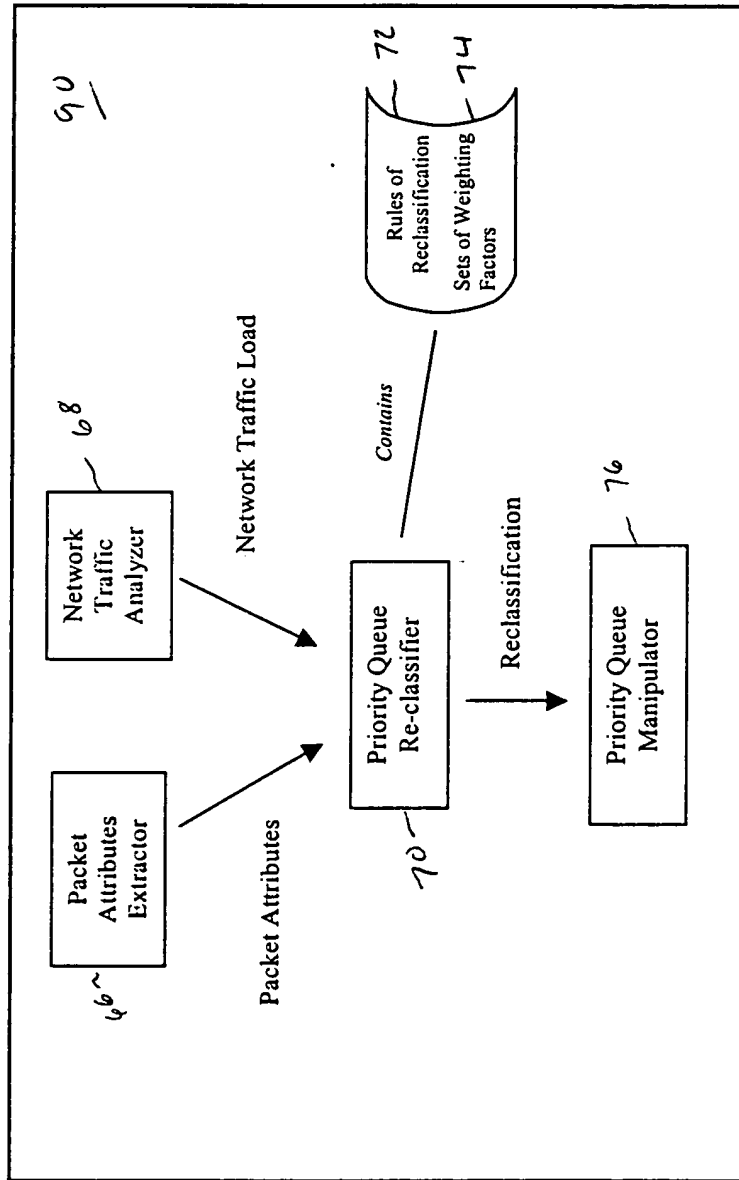 90
66
Packet
Attributes
Extractor
Network
Traffic
Analyzer
68
Packet Attributes
Network Traffic Load
70
Priority Queue
Re-classifier
Contains
Rules of
Reclassification
72
Sets of Weighting
Factors
74
Reclassification
Priority Queue
Manipulator
76